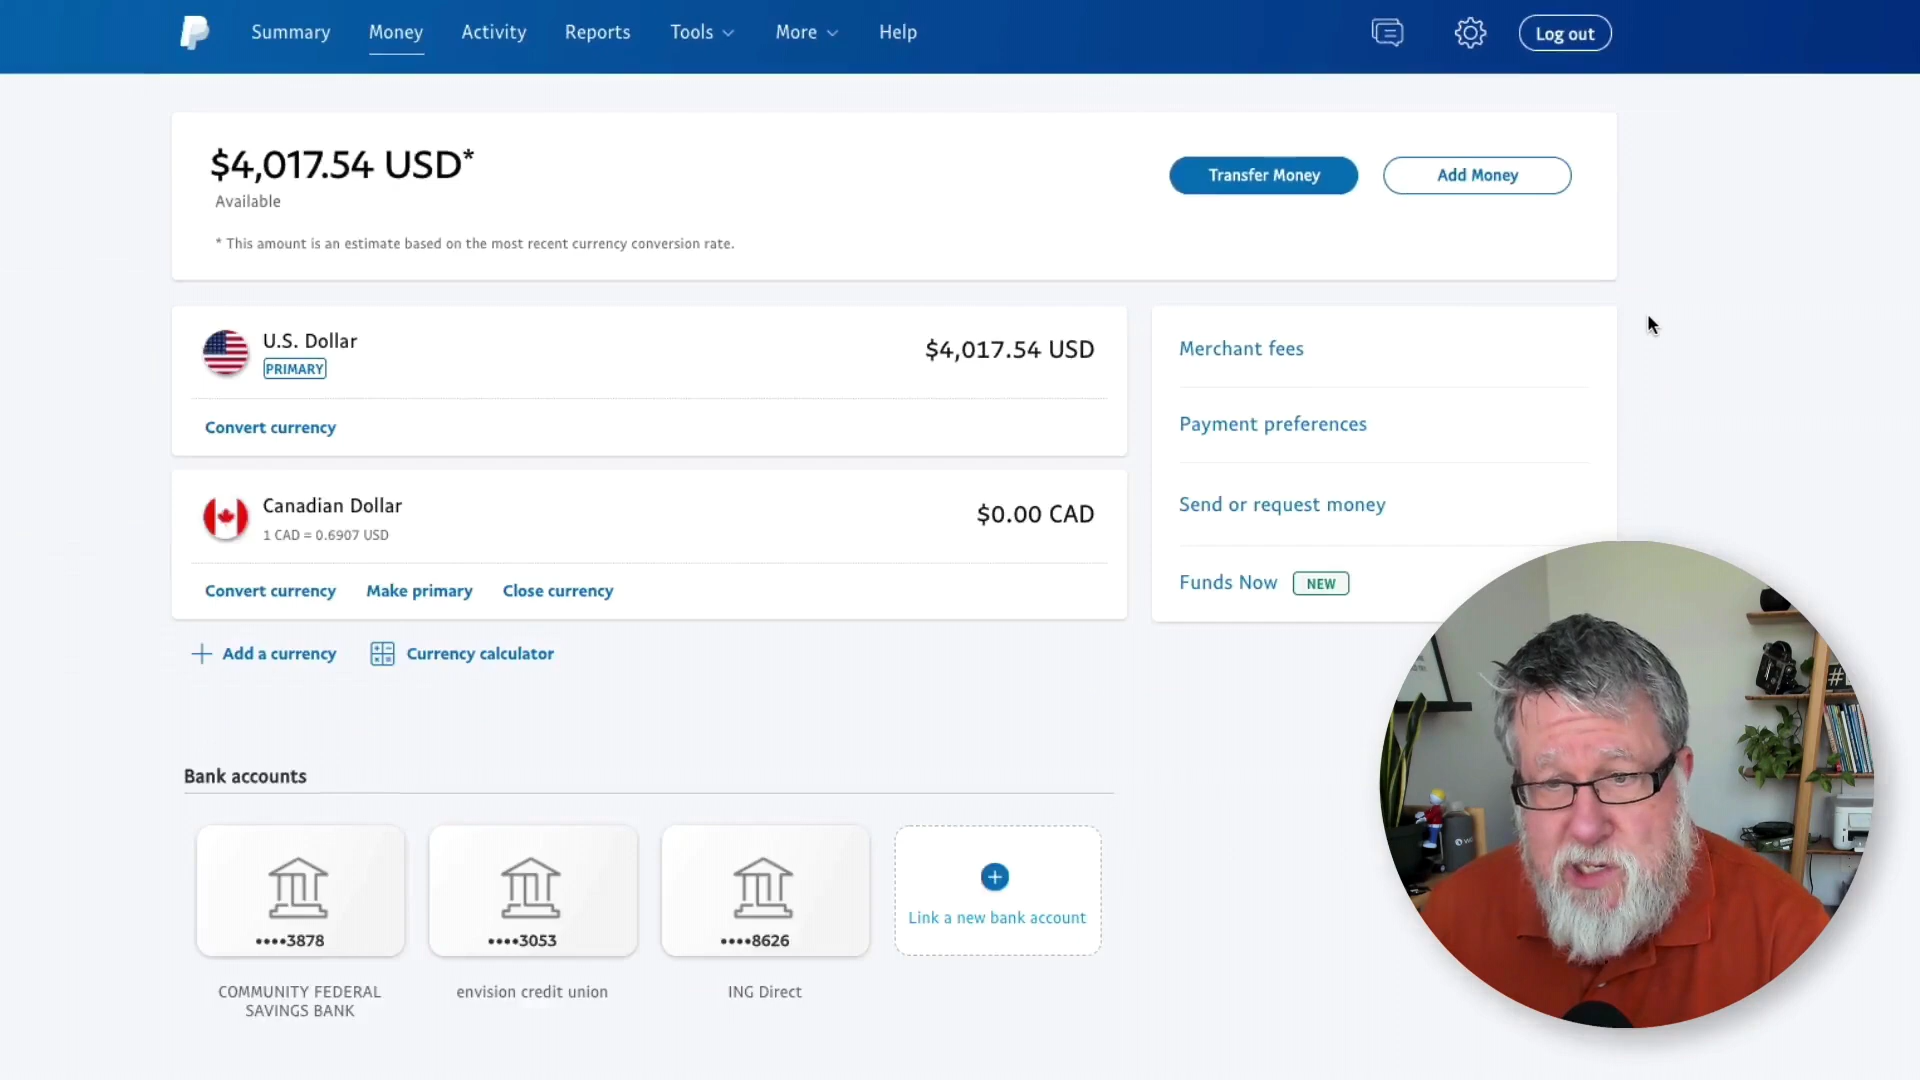 Summary Money Activity Reports Tools More Help Log out
$4,017.54 USD*
Available
* This amount is an estimate based on the most recent currency conversion rate.
Transfer Money Add Money
U.S. Dollar
PRIMARY
$4,017.54 USD
Convert currency
Canadian Dollar
1 CAD = 0.6907 USD
$0.00 CAD
Convert currency Make primary Close currency
Add a currency Currency calculator
Merchant fees
Payment preferences
Send or request money
Funds Now NEW
Bank accounts
••••3878
COMMUNITY FEDERAL
SAVINGS BANK
••••3053
envision credit union
••••8626
ING Direct
Link a new bank account